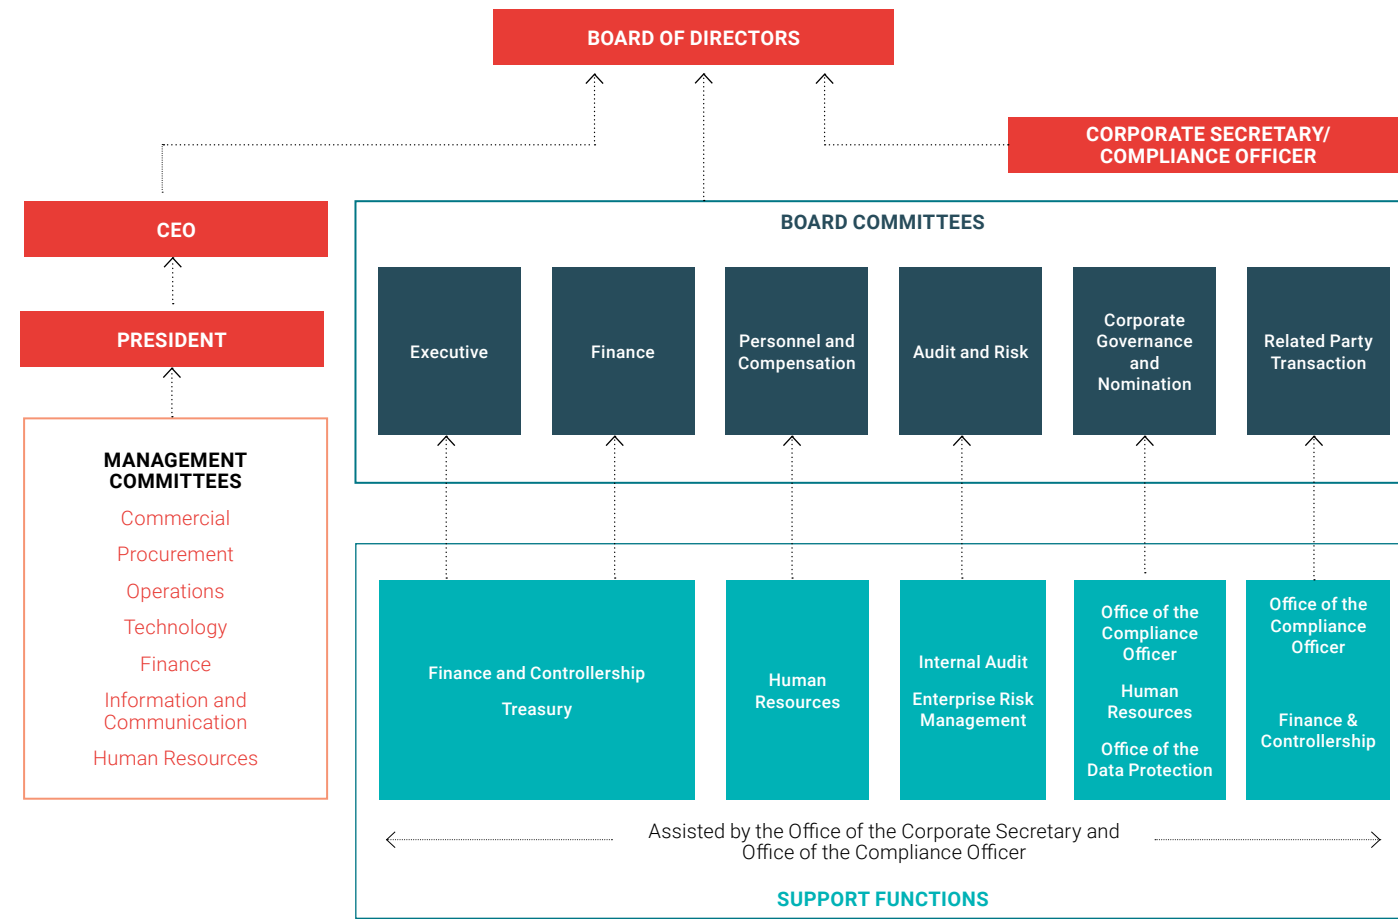 BOARD OF DIRECTORS
CORPORATE SECRETARY/
COMPLIANCE OFFICER
CEO
PRESIDENT
MANAGEMENT
COMMITTEES
Commercial
Procurement
Operations
Technology
Finance
Information and
Communication
Human Resources
BOARD COMMITTEES
Executive
Finance
Personnel and
Compensation
Audit and Risk
Corporate
Governance
and
Nomination
Related Party
Transaction
Finance and Controllership
Treasury
Human
Resources
Internal Audit
Enterprise Risk
Management
Office of the
Compliance
Officer
Human
Resources
Office of the
Data Protection
Office of the
Compliance
Officer
Finance &
Controllership
Assisted by the Office of the Corporate Secretary and
Office of the Compliance Officer
SUPPORT FUNCTIONS